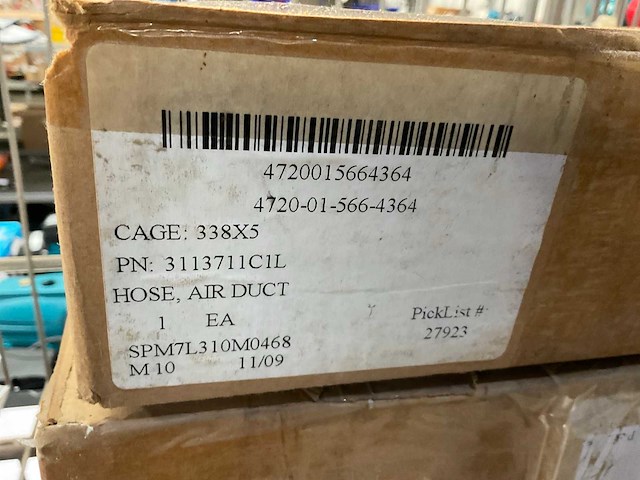 4720015664364
4720-01-566-4364
CAGE: 338X5
PN: 3113711C1L
HOSE, AIR DUCT
1 EA
PickList #:
27923
SPM7L310M0468
M 10 11/09